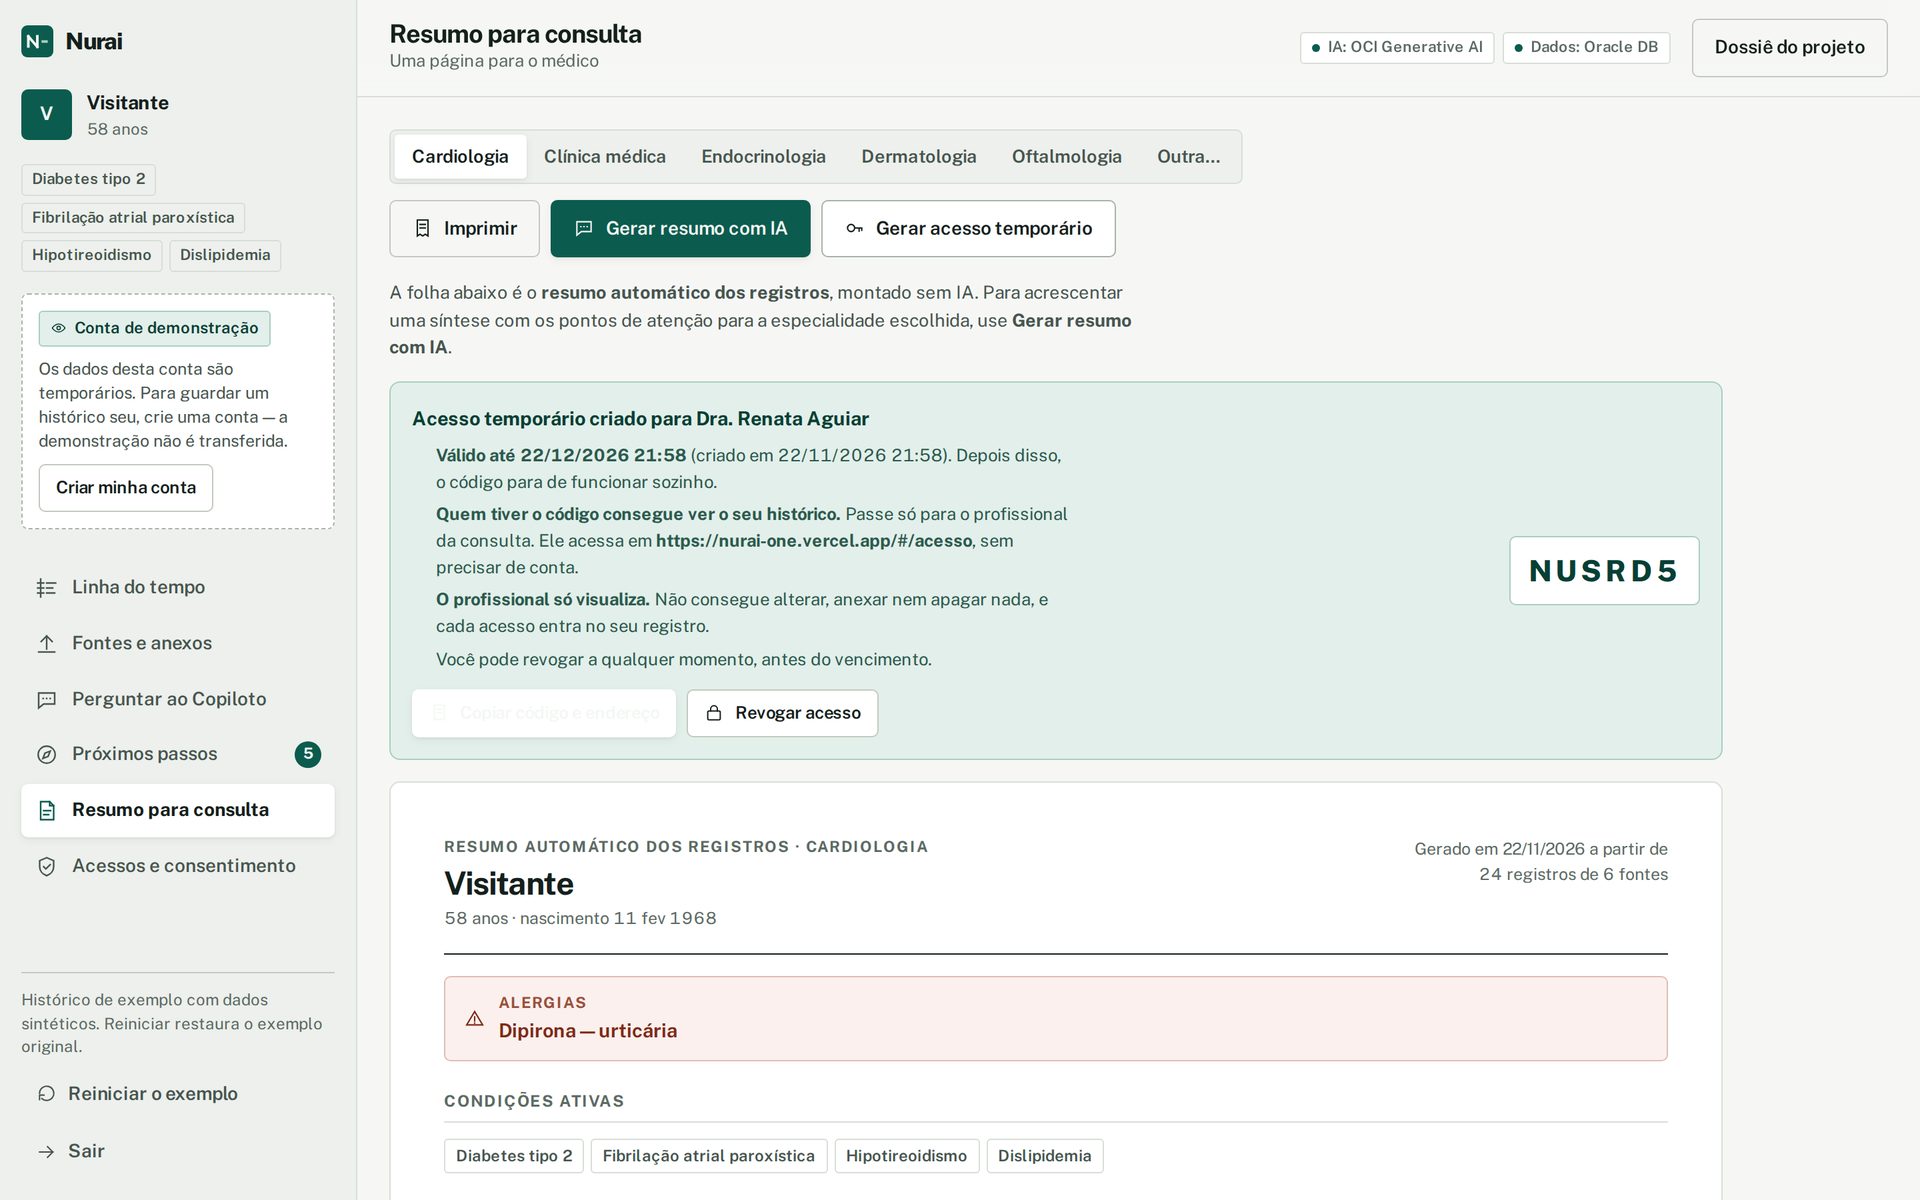 N-
Nurai
V
Visitante
58 anos
Diabetes tipo 2
Fibrilação atrial paroxística
Hipotireoidismo
Dislipidemia
Conta de demonstração
Os dados desta conta são
temporários. Para guardar um
histórico seu, crie uma conta — a
demonstração não é transferida.
Criar minha conta
Linha do tempo
Fontes e anexos
Perguntar ao Copiloto
Próximos passos
5
Resumo para consulta
Acessos e consentimento
Histórico de exemplo com dados
sintéticos. Reiniciar restaura o exemplo
original.
Reiniciar o exemplo
Sair
Resumo para consulta
Uma página para o médico
IA: OCI Generative AI
Dados: Oracle DB
Dossiê do projeto
Cardiologia
Clínica médica
Endocrinologia
Dermatologia
Oftalmologia
Outra...
Imprimir
Gerar resumo com IA
Gerar acesso temporário
A folha abaixo é o resumo automático dos registros, montado sem IA. Para acrescentar
uma síntese com os pontos de atenção para a especialidade escolhida, use Gerar resumo
com IA.
Acesso temporário criado para Dra. Renata Aguiar
Válido até 22/12/2026 21:58 (criado em 22/11/2026 21:58). Depois disso,
o código para de funcionar sozinho.
Quem tiver o código consegue ver o seu histórico. Passe só para o profissional
da consulta. Ele acessa em https://nurai-one.vercel.app/#/acesso, sem
precisar de conta.
O profissional só visualiza. Não consegue alterar, anexar nem apagar nada, e
cada acesso entra no seu registro.
Você pode revogar a qualquer momento, antes do vencimento.
NUSRD5
Copiar código e endereço
Revogar acesso
RESUMO AUTOMÁTICO DOS REGISTROS · CARDIOLOGIA
Visitante
58 anos · nascimento 11 fev 1968
Gerado em 22/11/2026 a partir de
24 registros de 6 fontes
ALERGIAS
Dipirona — urticária
CONDIÇÕES ATIVAS
Diabetes tipo 2
Fibrilação atrial paroxística
Hipotireoidismo
Dislipidemia